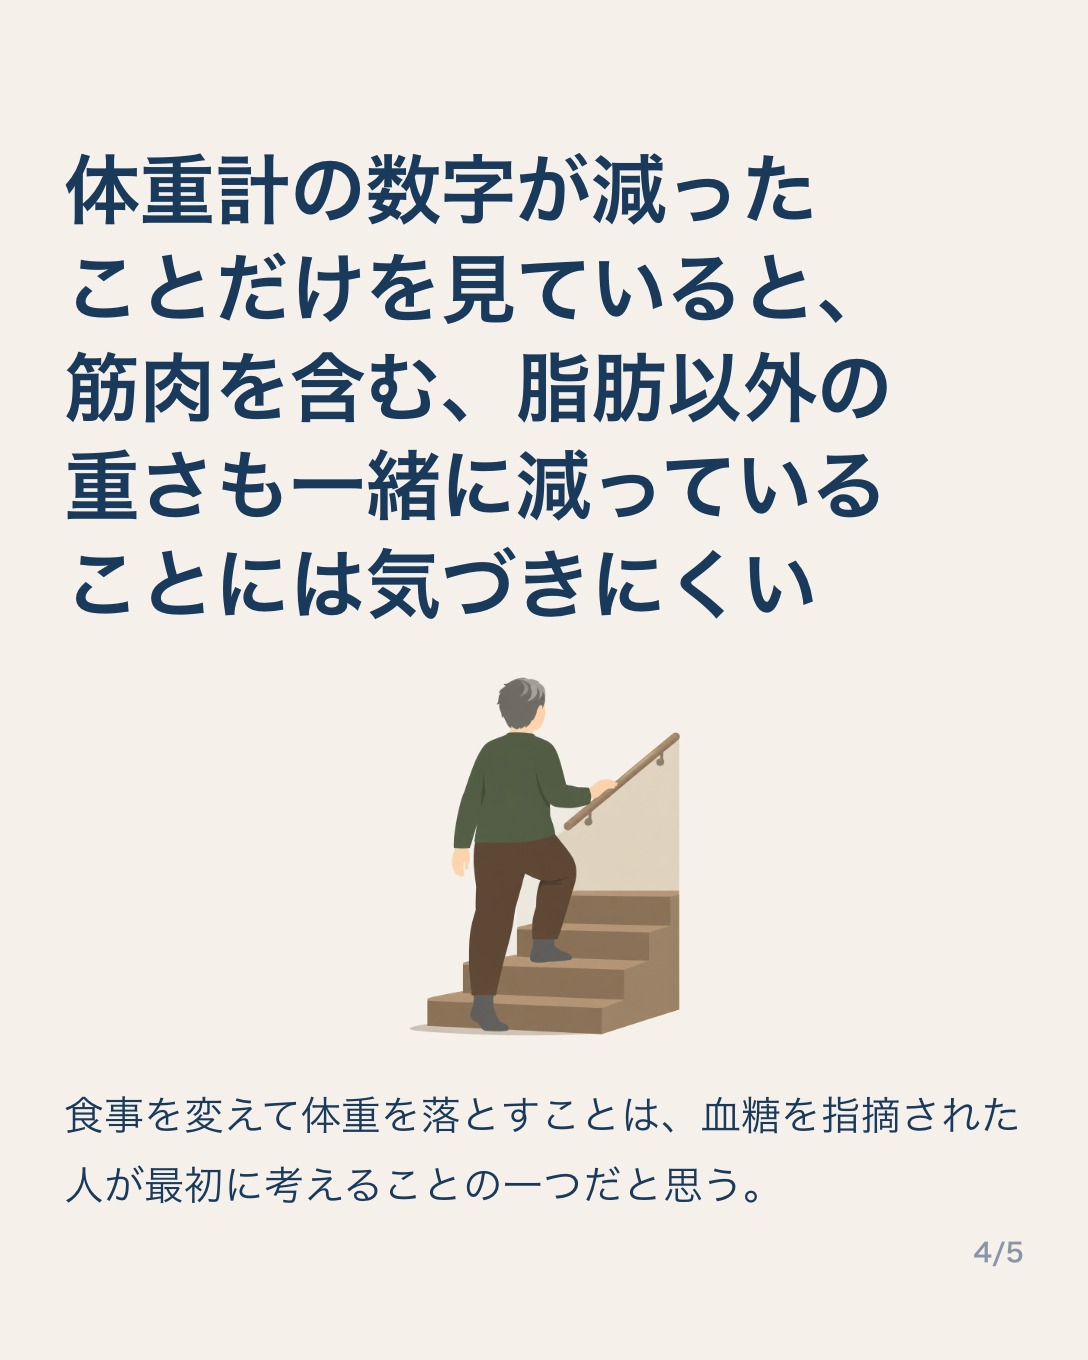 体重計の数字が減った
ことだけを見ていると、
筋肉を含む、脂肪以外の
重さも一緒に減っている
ことには気づきにくい
食事を変えて体重を落とすことは、血糖を指摘された
人が最初に考えることの一つだと思う。
4/5